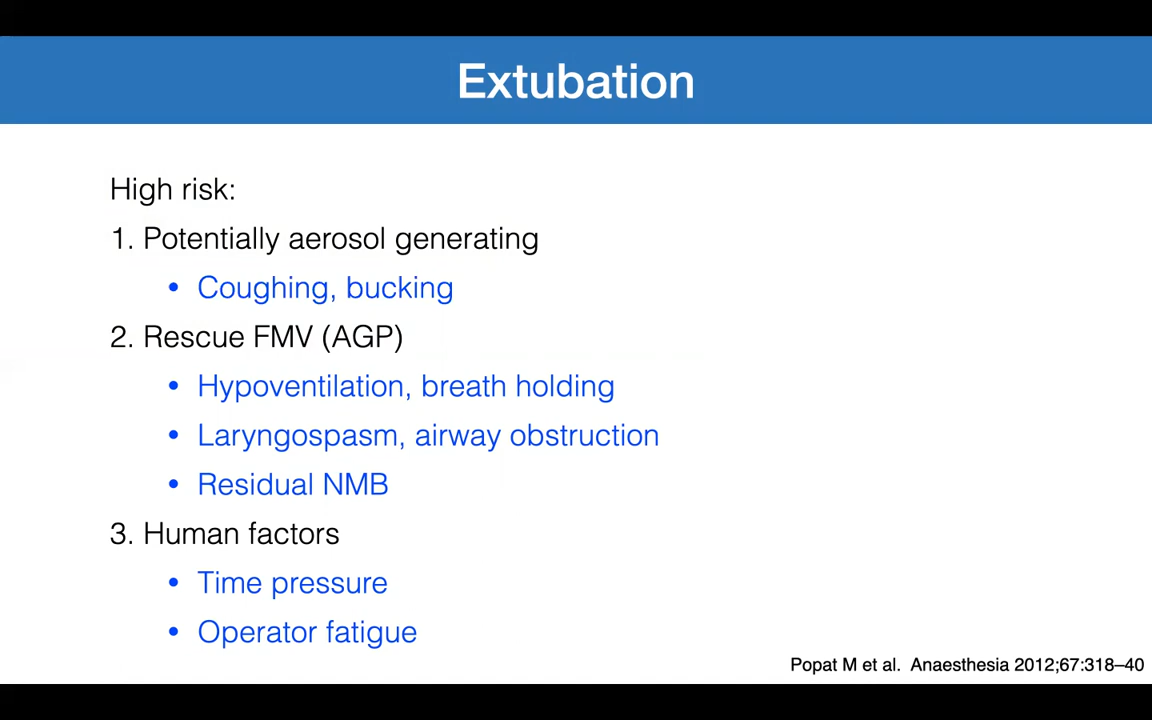 Extubation
High risk:
1. Potentially aerosol generating
• Coughing, bucking
2. Rescue FMV (AGP)
• Hypoventilation, breath holding
• Laryngospasm, airway obstruction
• Residual NMB
3. Human factors
• Time pressure
• Operator fatigue
Popat M et al. Anaesthesia 2012;67:318–40